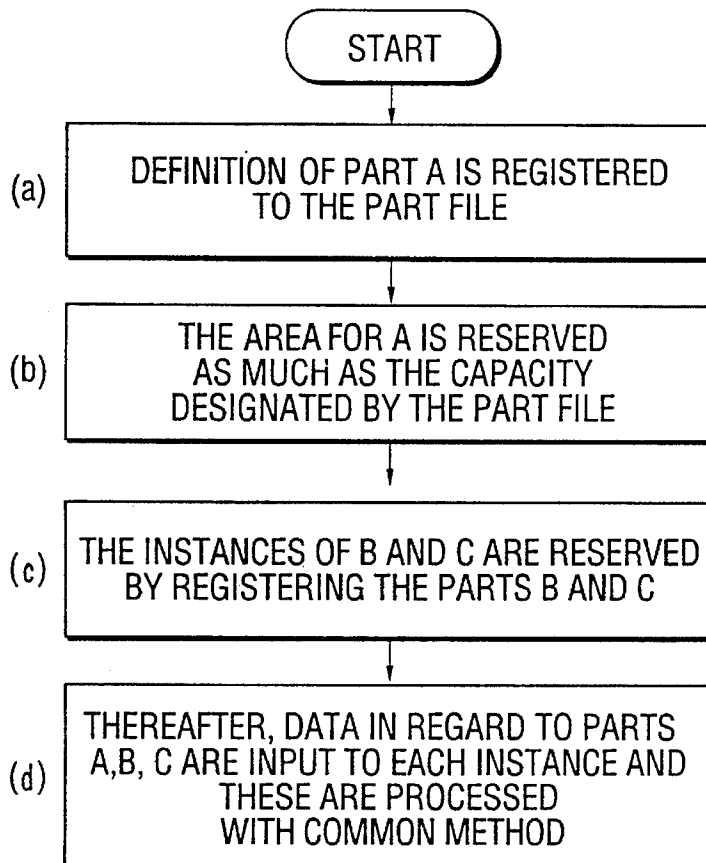 START
(a)
DEFINITION OF PART A IS REGISTERED
TO THE PART FILE
(b)
THE AREA FOR A IS RESERVED
AS MUCH AS THE CAPACITY
DESIGNATED BY THE PART FILE
(c)
THE INSTANCES OF B AND C ARE RESERVED
BY REGISTERING THE PARTS B AND C
(d)
THEREAFTER, DATA IN REGARD TO PARTS
A,B, C ARE INPUT TO EACH INSTANCE AND
THESE ARE PROCESSED
WITH COMMON METHOD